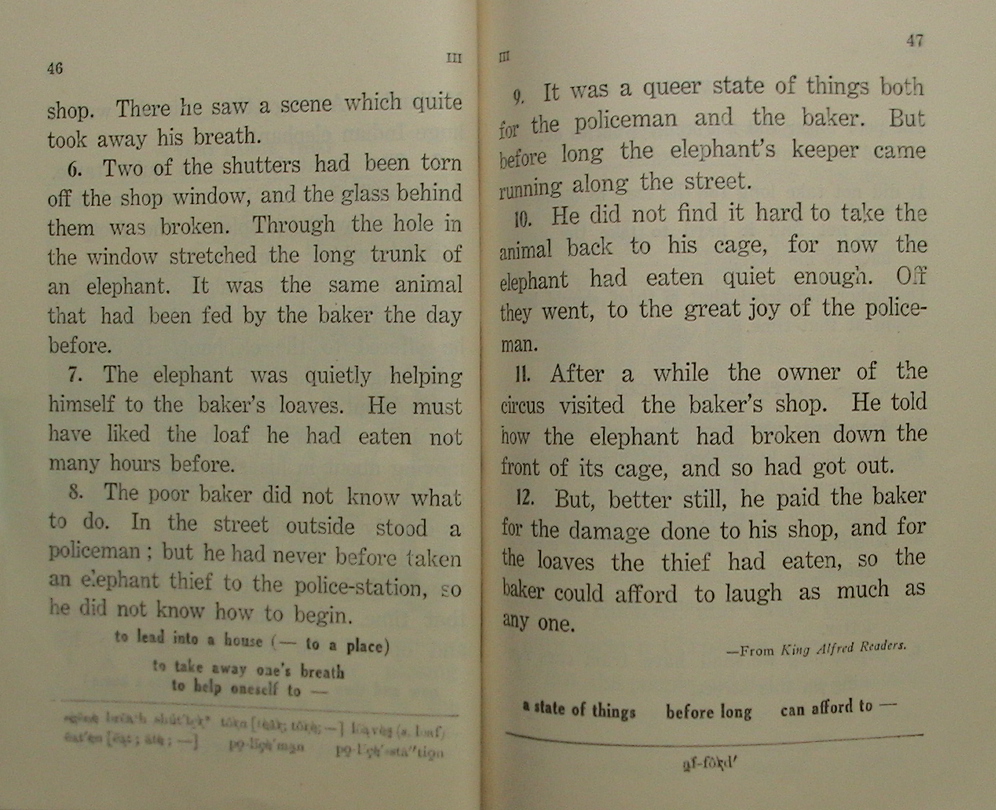 46
III
shop. There he saw a scene which quite
took away his breath.
6. Two of the shutters had been torn
off the shop window, and the glass behind
them was broken. Through the hole in
the window stretched the long trunk of
an elephant. It was the same animal
that had been fed by the baker the day
before.
7. The elephant was quietly helping
himself to the baker's loaves. He must
have liked the loaf he had eaten not
many hours before.
8. The poor baker did not know what
to do. In the street outside stood a
policeman; but he had never before taken
an elephant thief to the police-station, so
he did not know how to begin.
to lead into a house (— to a place)
to take away one's breath
to help oneself to —
III
47
9. It was a queer state of things both
for the policeman and the baker. But
before long the elephant's keeper came
running along the street.
10. He did not find it hard to take the
animal back to his cage, for now the
elephant had eaten quiet enough. Off
they went, to the great joy of the police-
man.
11. After a while the owner of the
circus visited the baker's shop. He told
how the elephant had broken down the
front of its cage, and so had got out.
12. But, better still, he paid the baker
for the damage done to his shop, and for
the loaves the thief had eaten, so the
baker could afford to laugh as much as
any one.
—From King Alfred Readers.
a state of things before long can afford to —